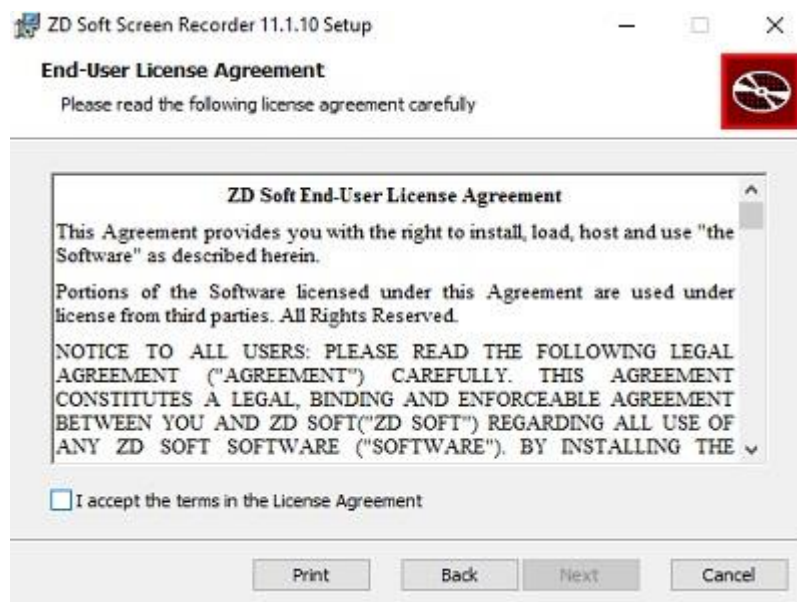 ZD Soft Screen Recorder 11.1.10 Setup
End-User License Agreement
Please read the following license agreement carefully
ZD Soft End-User License Agreement
This Agreement provides you with the right to install, load, host and use "the
Software" as described herein.
Portions of the Software licensed under this Agreement are used under
license from third parties. All Rights Reserved.
NOTICE TO ALL USERS: PLEASE READ THE FOLLOWING LEGAL
AGREEMENT ("AGREEMENT") CAREFULLY. THIS AGREEMENT
CONSTITUTES A LEGAL, BINDING AND ENFORCEABLE AGREEMENT
BETWEEN YOU AND ZD SOFT("ZD SOFT") REGARDING ALL USE OF
ANY ZD SOFT SOFTWARE ("SOFTWARE"). BY INSTALLING THE
I accept the terms in the License Agreement
Print Back Next Cancel